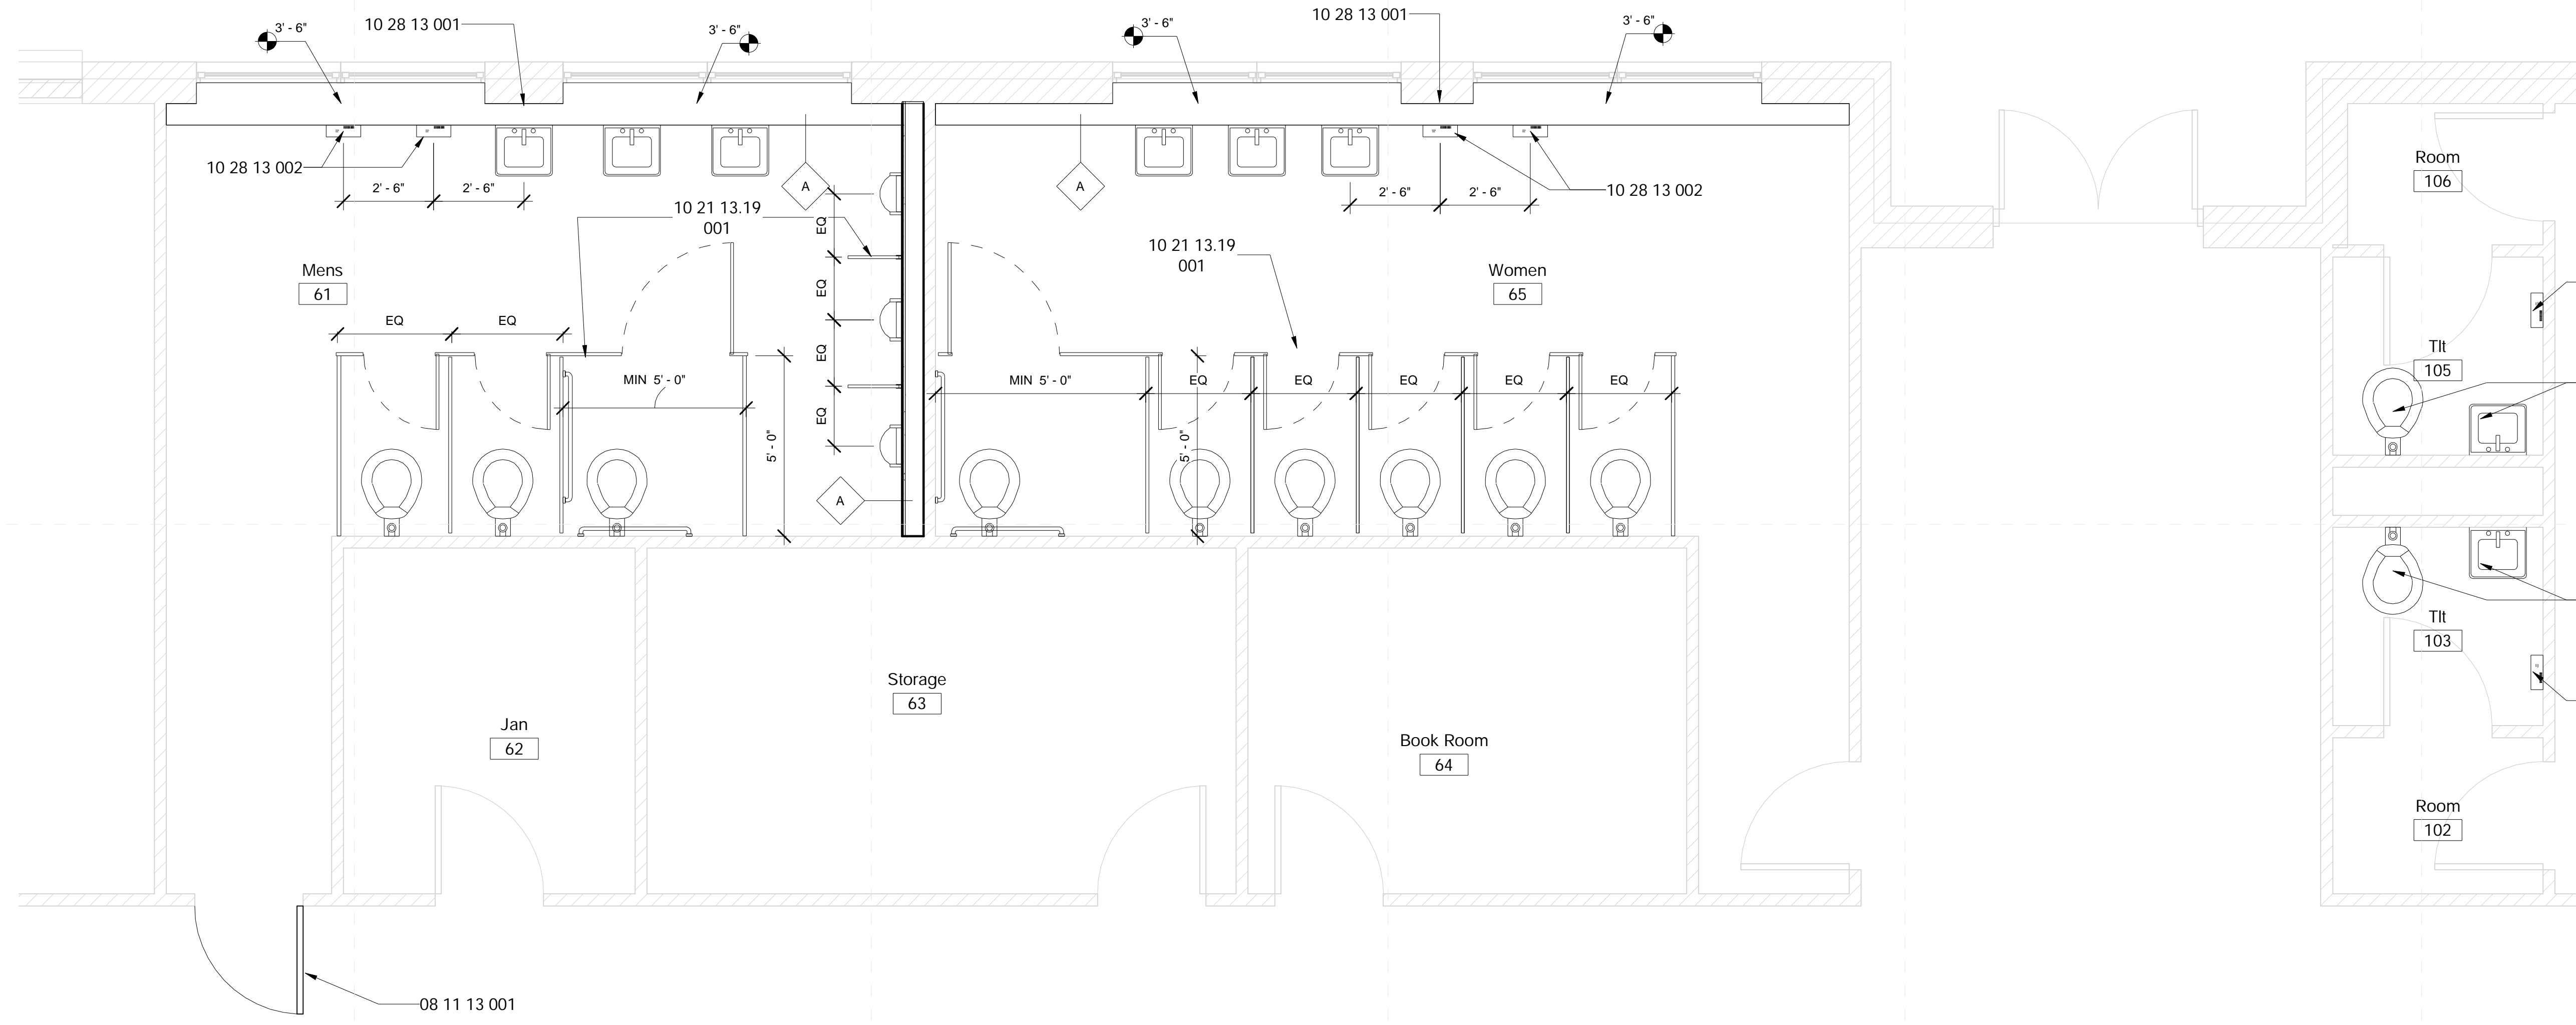 3' - 6"
10 28 13 001
3' - 6"
3' - 6"
10 28 13 001
3' - 6"
10 28 13 002
2' - 6"
2' - 6"
A
A
2' - 6"
2' - 6"
10 28 13 002
10 21 13.19
001
EQ
EQ
EQ
EQ
10 21 13.19
001
Mens
61
Women
65
Room
106
EQ
EQ
MIN 5' - 0"
5' - 0"
MIN 5' - 0"
EQ
EQ
EQ
EQ
EQ
5' - 0"
A
Tlt
105
Tlt
103
Jan
62
Storage
63
Book Room
64
Room
102
08 11 13 001